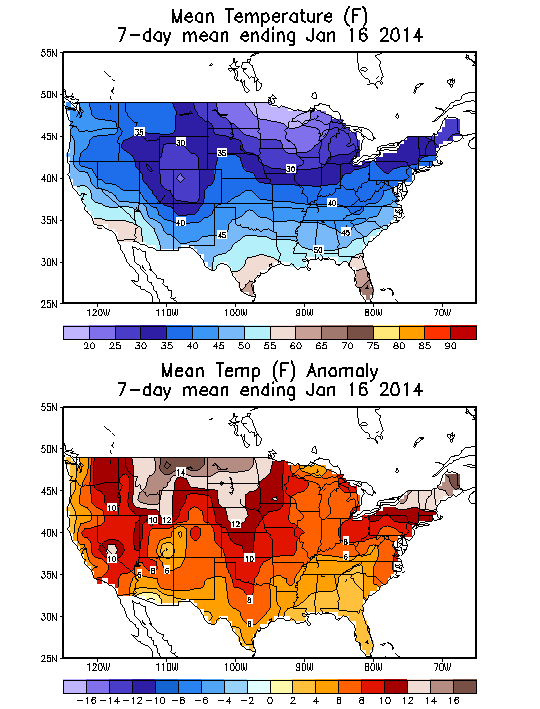 Mean Temperature (F)
7-day mean ending Jan 16 2014
55N
50N
45N
40N
35N
30N
25N
35
30
35
30
40
40
45
45
50
120W 110W 100W 90W 80W 70W
20 25 30 35 40 45 50 55 60 65 70 75 80 85 90
Mean Temp (F) Anomaly
7-day mean ending Jan 16 2014
55N
50N
45N
40N
35N
30N
25N
14
10
10 12
12
8
10
10
6
6 8 6
8
8
120W 110W 100W 90W 80W 70W
-16 -14 -12 -10 -8 -6 -4 -2 0 2 4 6 8 10 12 14 16